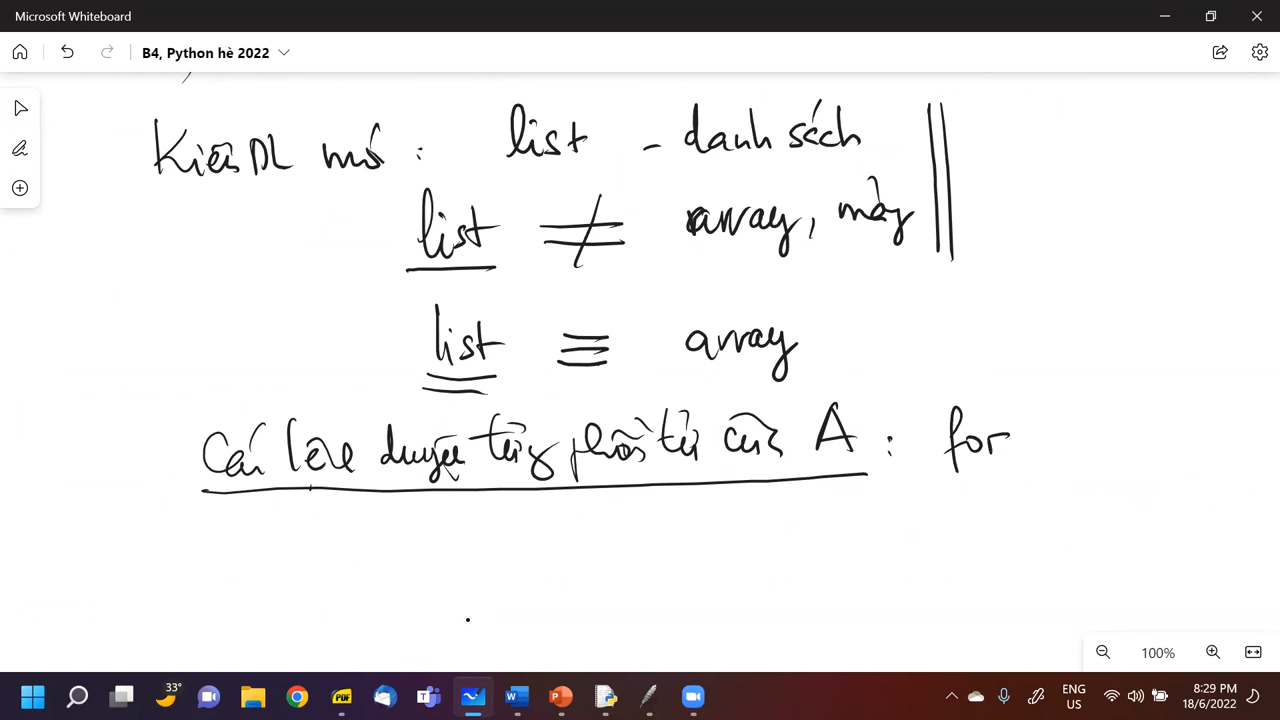 Microsoft Whiteboard
B4, Python hè 2022
Kiểu DL mới : list - danh sách
list ≠ array, mảng
list ≡ array
Cấu lệnh duyệt từng phần tử của A : for
100%
33°
ENG
US
8:29 PM
18/6/2022